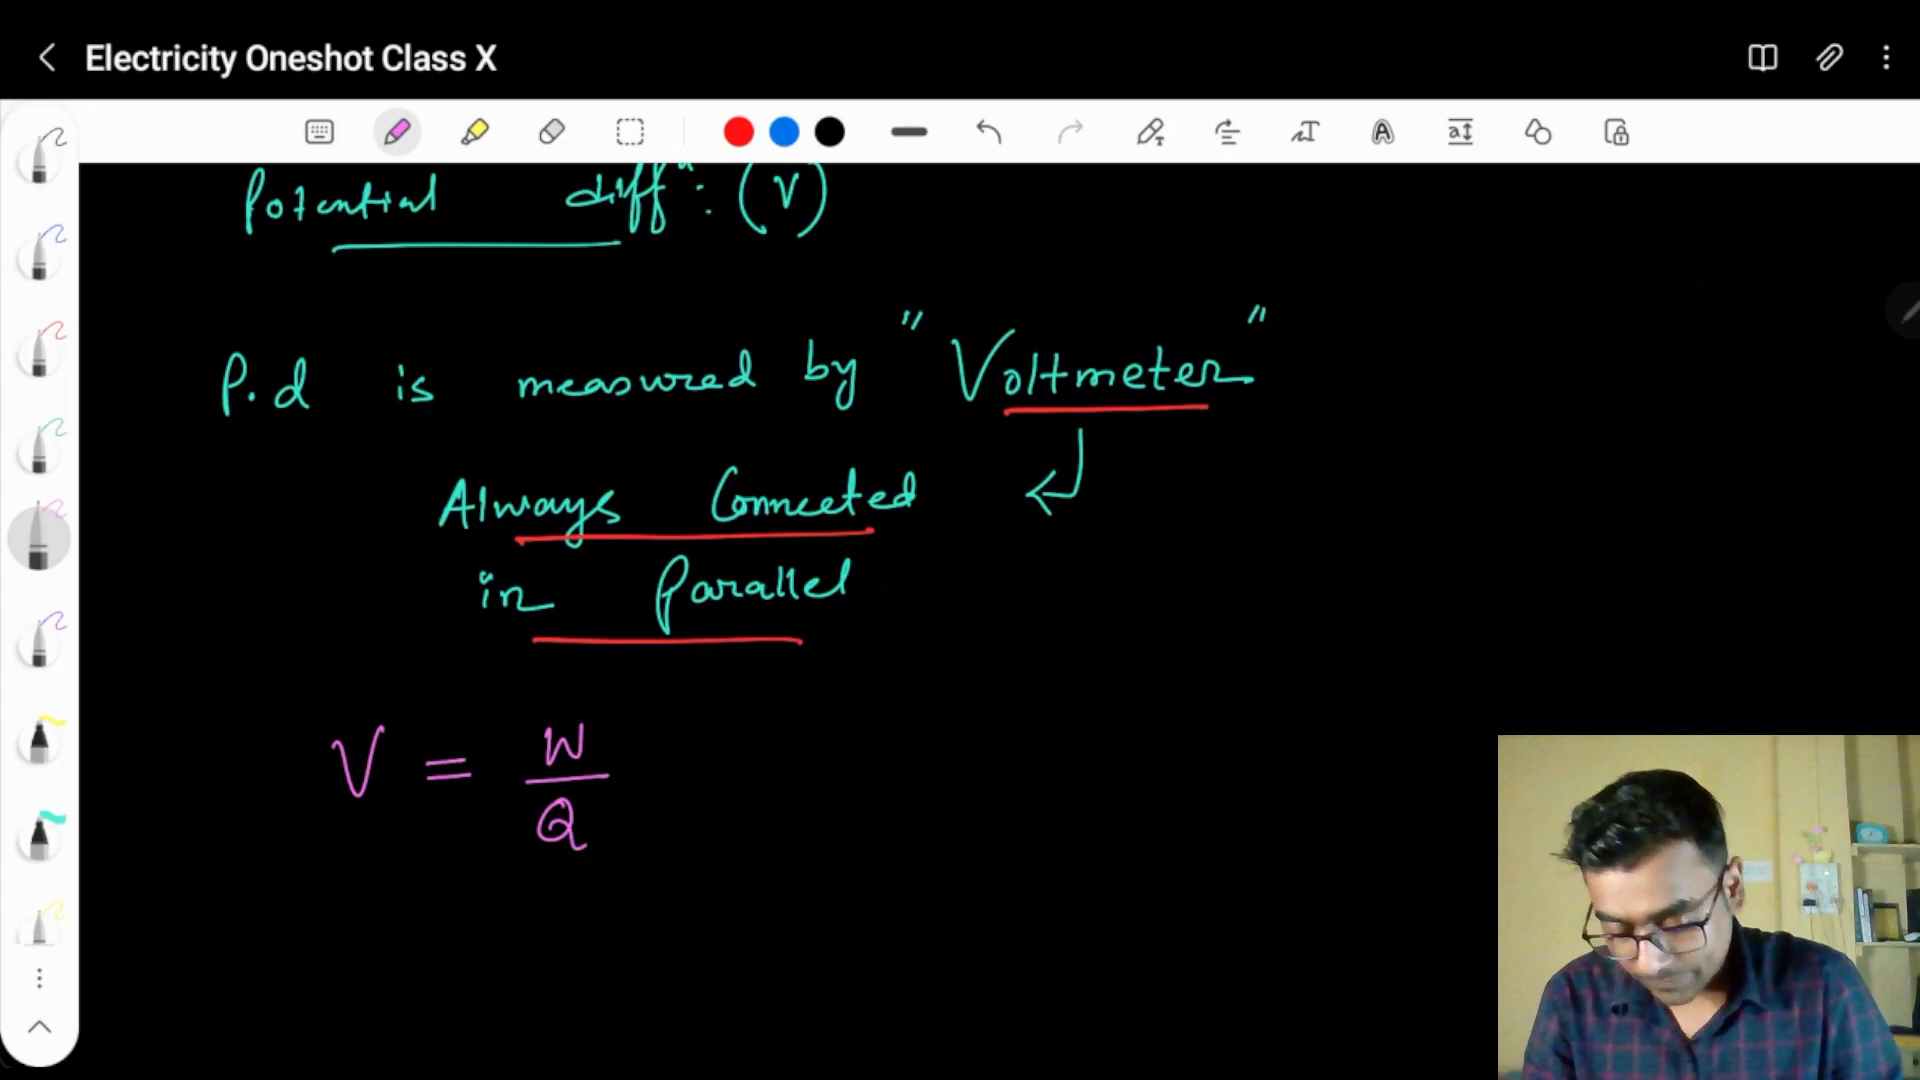 Electricity Oneshot Class X
Potential diffⁿ: (V)
P.d is measured by "Voltmeter"
Always Connected
in parallel
V = W/Q